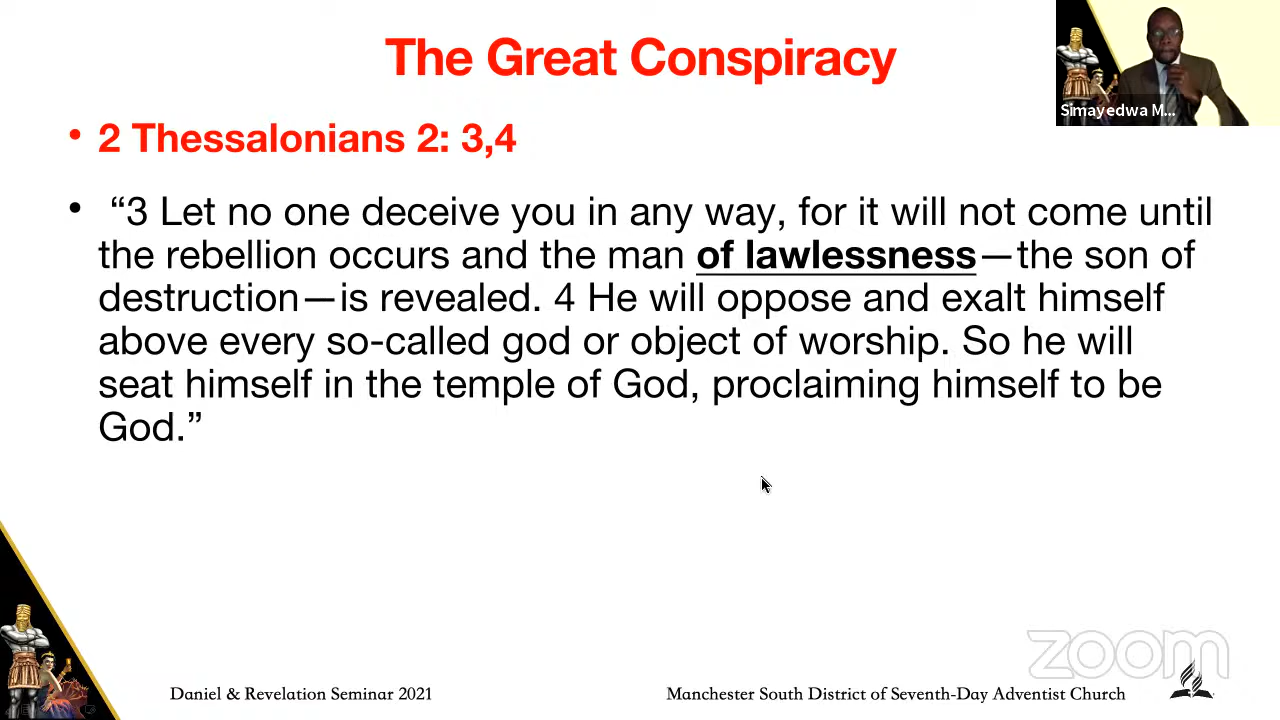 The Great Conspiracy
Simayedwa M...
• 2 Thessalonians 2: 3,4
• “3 Let no one deceive you in any way, for it will not come until
the rebellion occurs and the man of lawlessness—the son of
destruction—is revealed. 4 He will oppose and exalt himself
above every so-called god or object of worship. So he will
seat himself in the temple of God, proclaiming himself to be
God.”
zoom
Daniel & Revelation Seminar 2021
Manchester South District of Seventh-Day Adventist Church